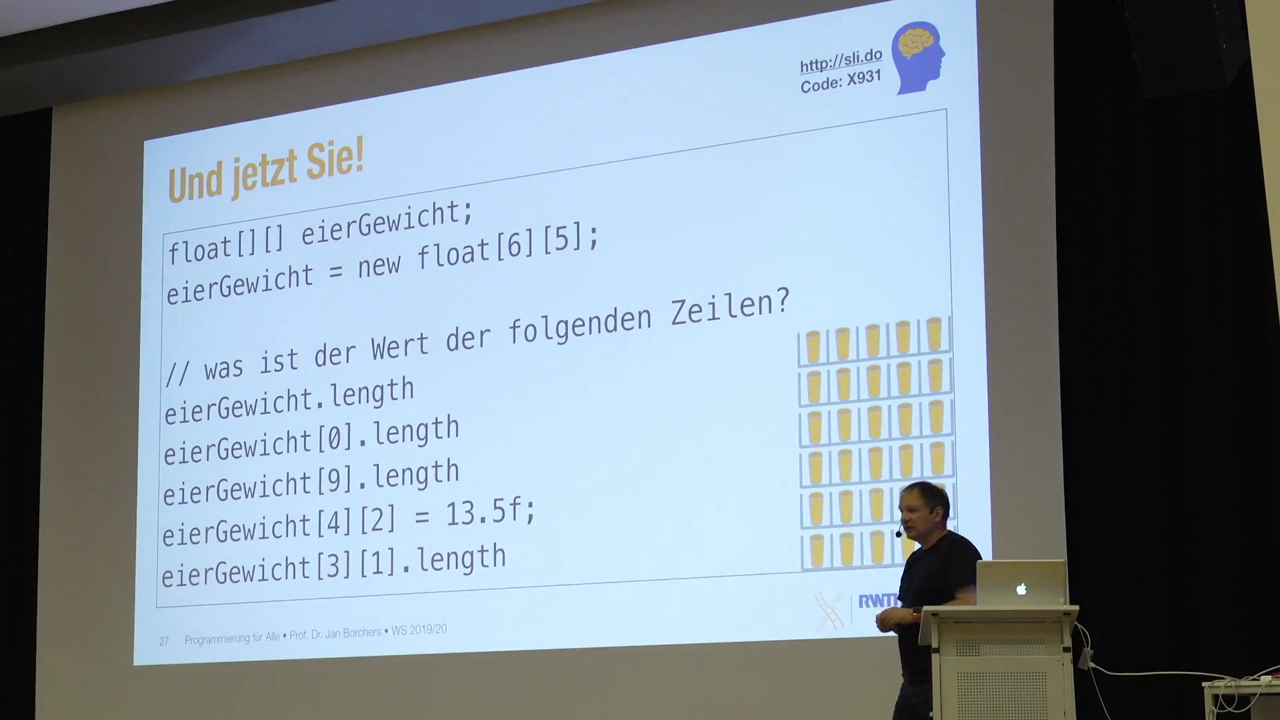 http://sli.do
Code: X931
Und jetzt Sie!
float[][] eierGewicht;
eierGewicht = new float[6][5];
// was ist der Wert der folgenden Zeilen?
eierGewicht.length
eierGewicht[0].length
eierGewicht[9].length
eierGewicht[4][2] = 13.5f;
eierGewicht[3][1].length
27 Programmierung für Alle • Prof. Dr. Jan Borchers • WS 2019/20